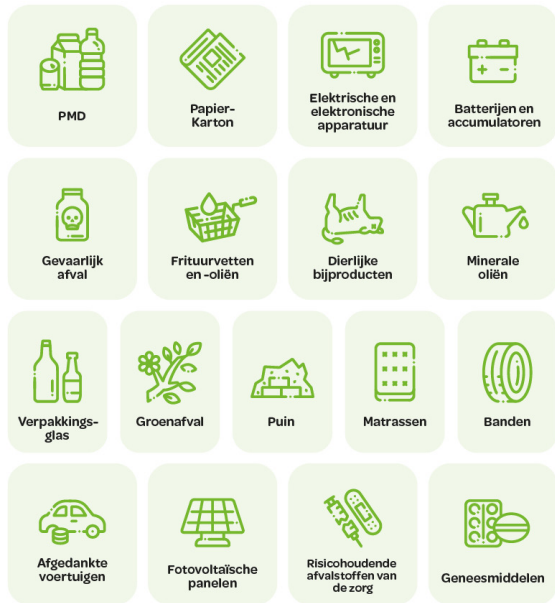 PMD
Papier-
Karton
Elektrische en
elektronische
apparatuur
Batterijen en
accumulatoren
Gevaarlijk
afval
Frituurvetten
en -oliën
Dierlijke
bijproducten
Minerale
oliën
Verpakkings-
glas
Groenafval
Puin
Matrassen
Banden
Afgedankte
voertuigen
Fotovoltaïsche
panelen
Risicohoudende
afvalstoffen van
de zorg
Geneesmiddelen